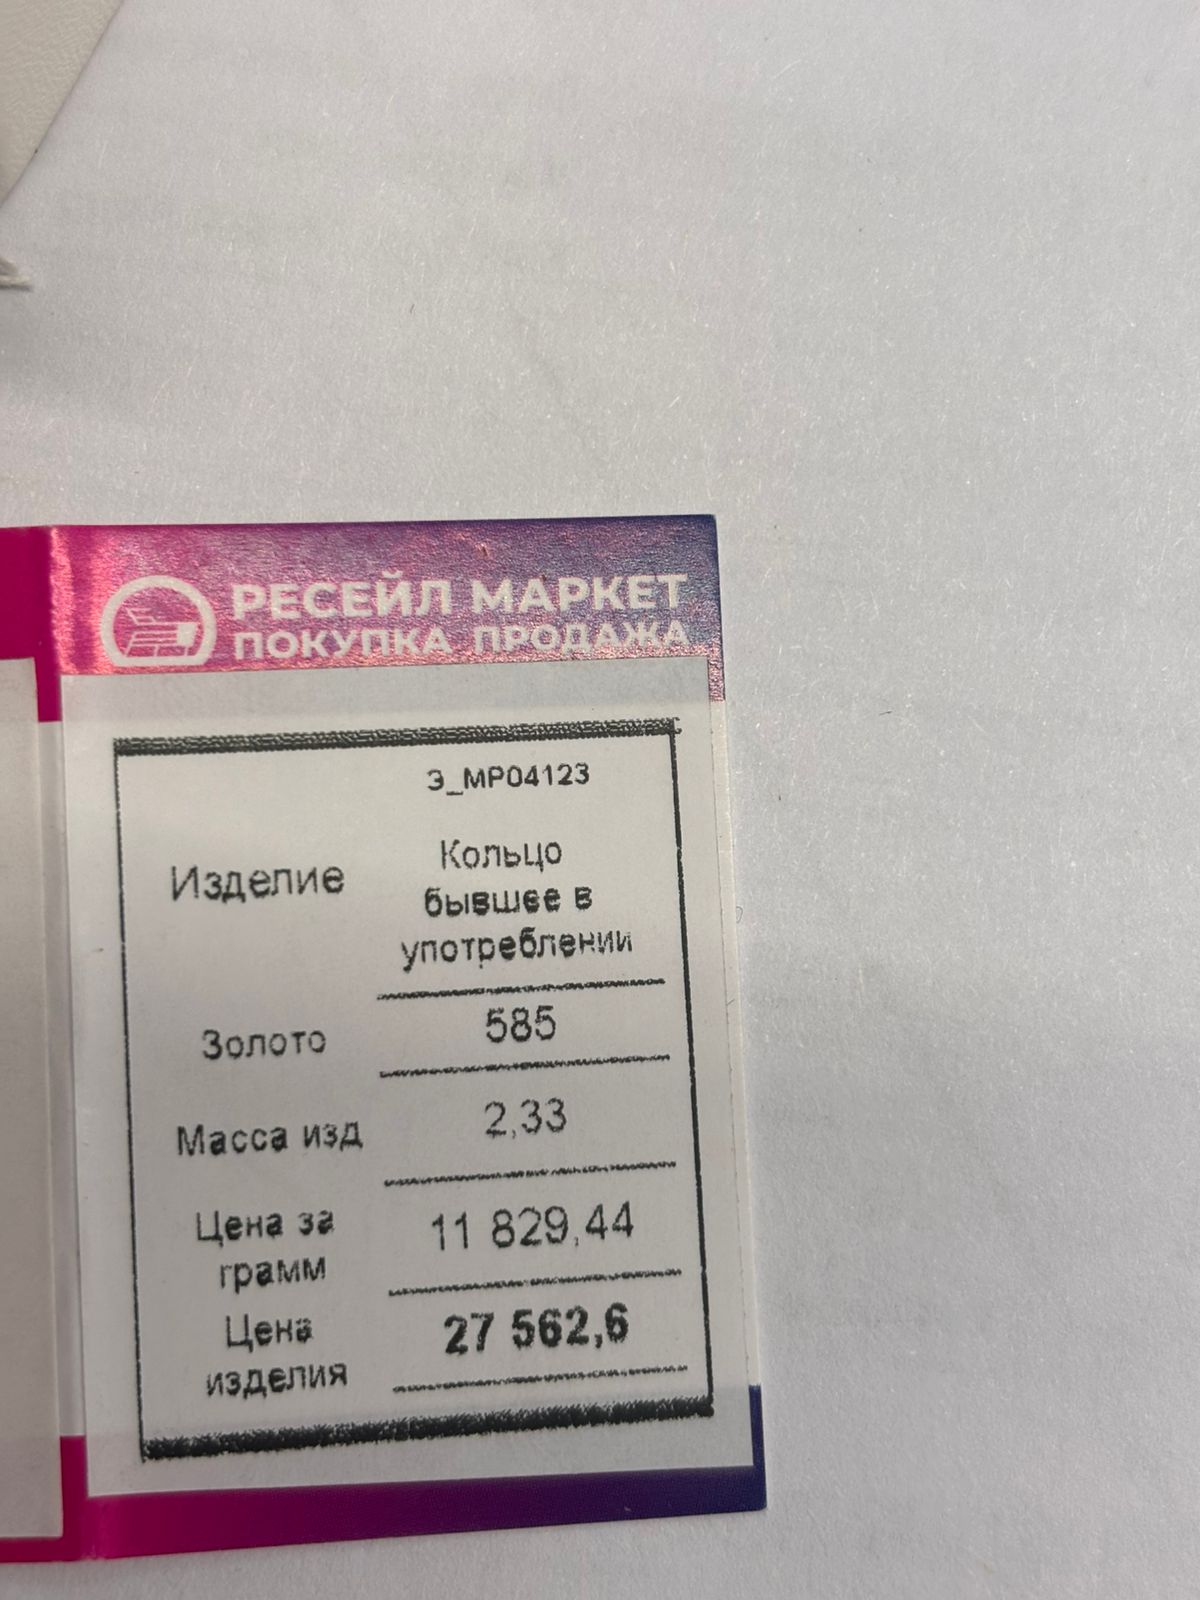 РЕСЕЙЛ МАРКЕТ
ПОКУПКА ПРОДАЖА
Э_МР04123
Изделие
Кольцо
бывшее в
употреблении
Золото 585
Масса изд 2,33
Цена за
грамм
11 829,44
Цена
изделия
27 562,6